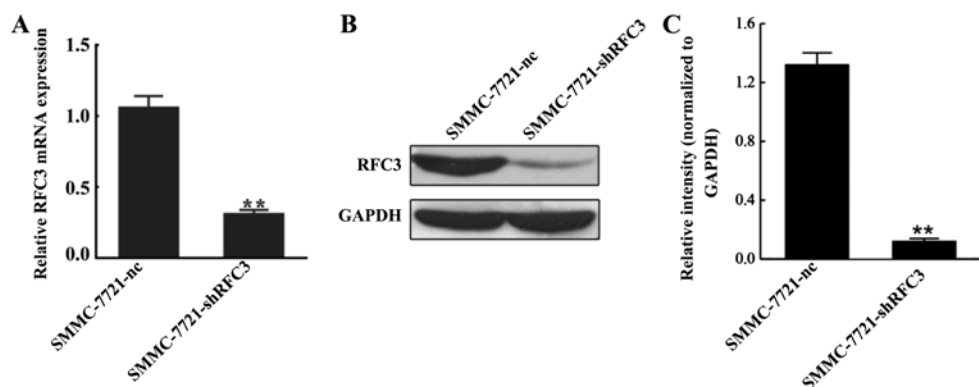 A
Relative RFC3 mRNA expression
1.5
1.0
0.5
0.0
**
SMMC-7721-nc
SMMC-7721-shRFC3
B
SMMC-7721-nc
SMMC-7721-shRFC3
RFC3
GAPDH
C
Relative intensity (normalized to
GAPDH)
1.6
1.2
0.8
0.4
0.0
**
SMMC-7721-nc
SMMC-7721-shRFC3